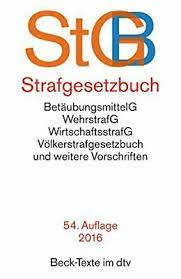 StGB
Strafgesetzbuch
BetäubungsmittelG
WehrstrafG
WirtschaftsstrafG
Völkerstrafgesetzbuch
und weitere Vorschriften
54. Auflage
2016
Beck-Texte im dtv